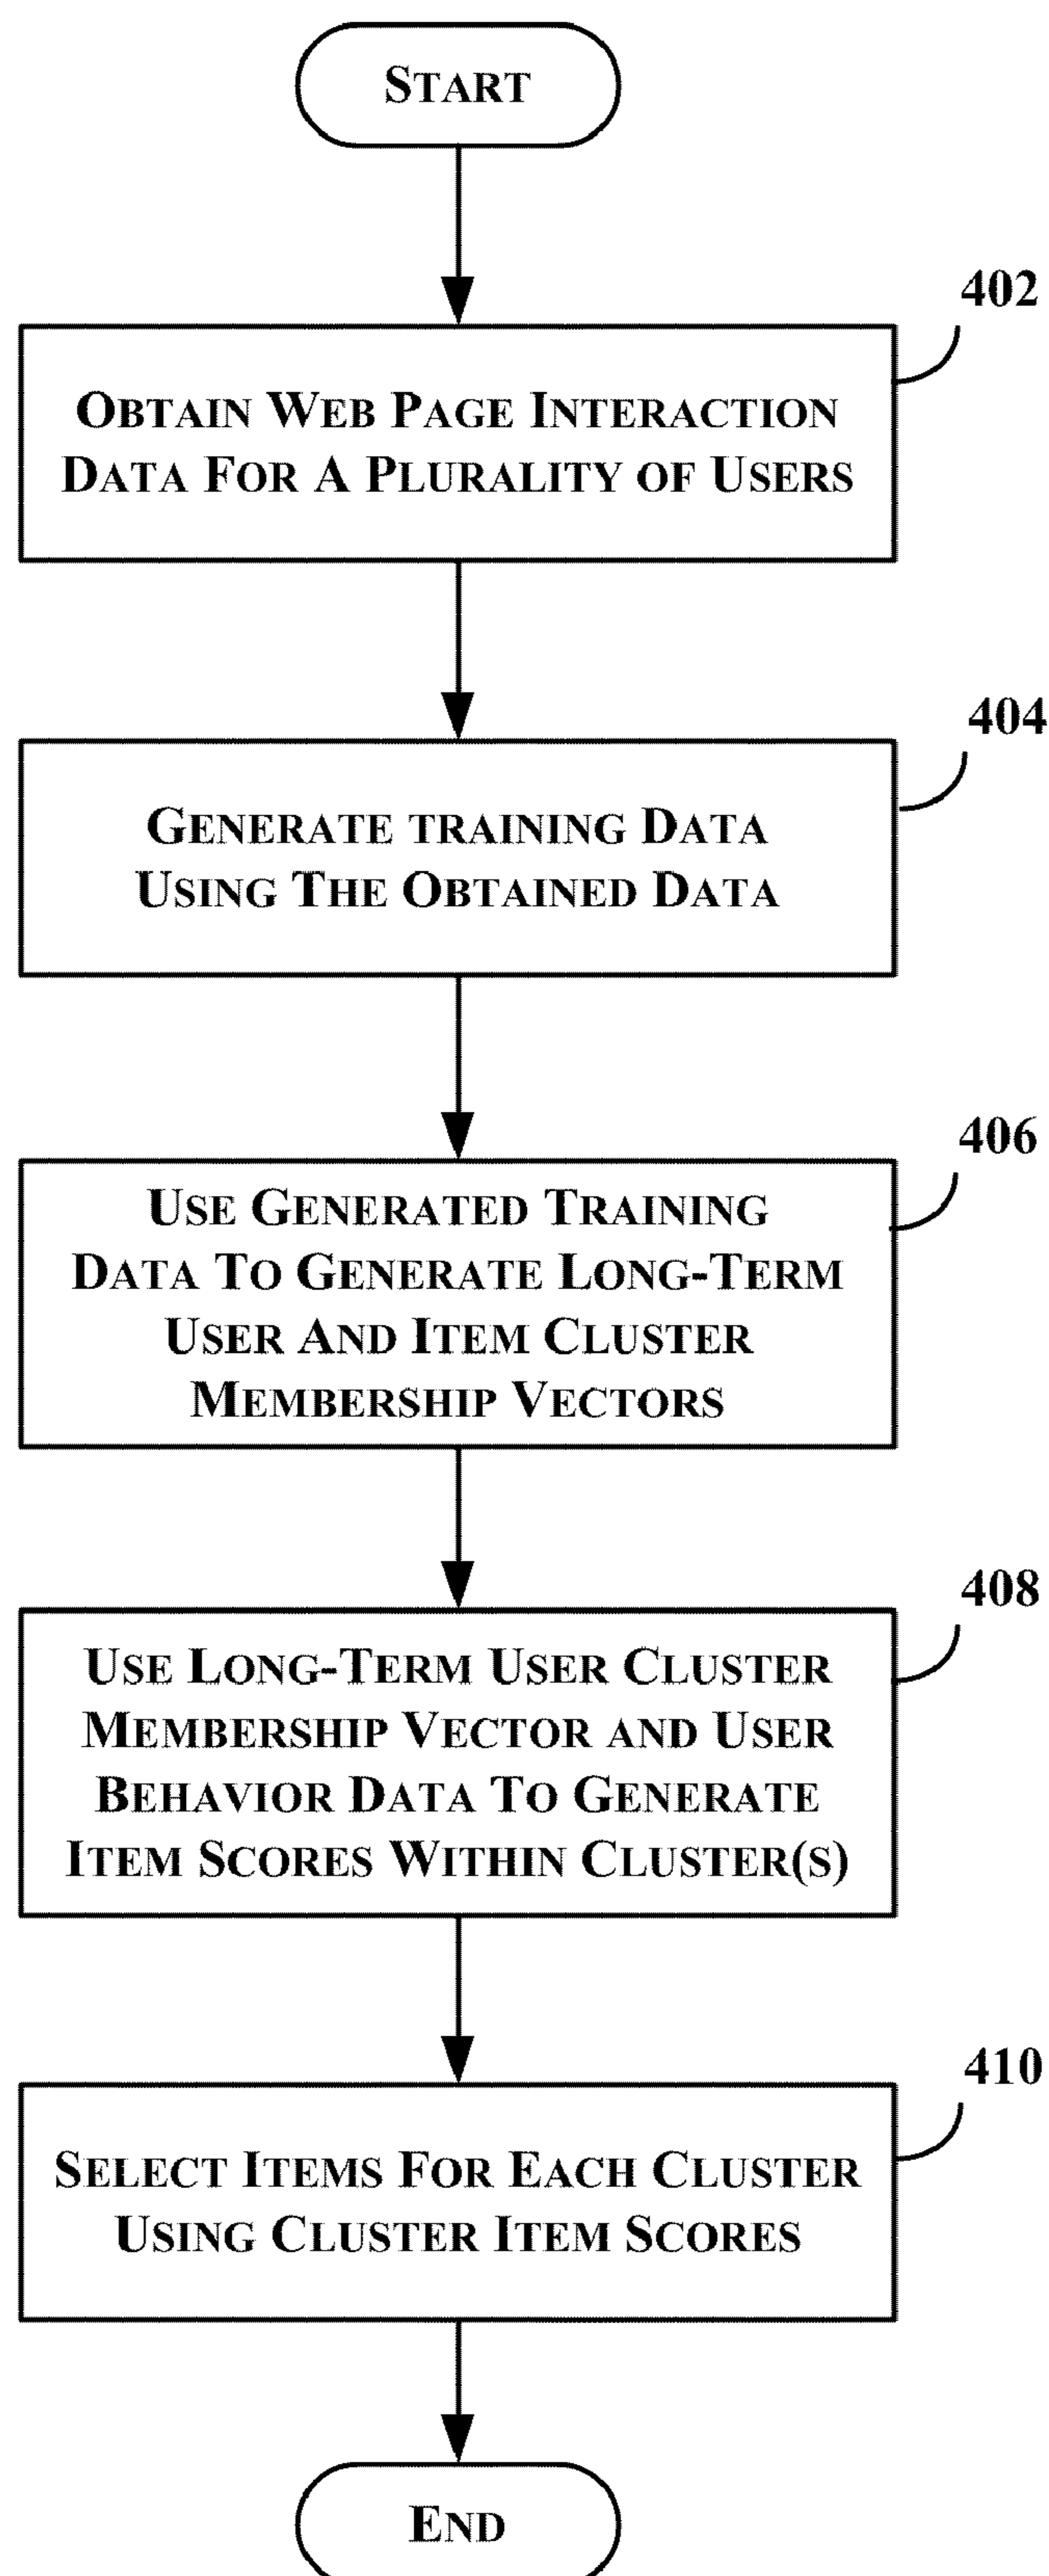 START
402
OBTAIN WEB PAGE INTERACTION
DATA FOR A PLURALITY OF USERS
404
GENERATE TRAINING DATA
USING THE OBTAINED DATA
406
USE GENERATED TRAINING
DATA TO GENERATE LONG-TERM
USER AND ITEM CLUSTER
MEMBERSHIP VECTORS
408
USE LONG-TERM USER CLUSTER
MEMBERSHIP VECTOR AND USER
BEHAVIOR DATA TO GENERATE
ITEM SCORES WITHIN CLUSTER(S)
410
SELECT ITEMS FOR EACH CLUSTER
USING CLUSTER ITEM SCORES
END